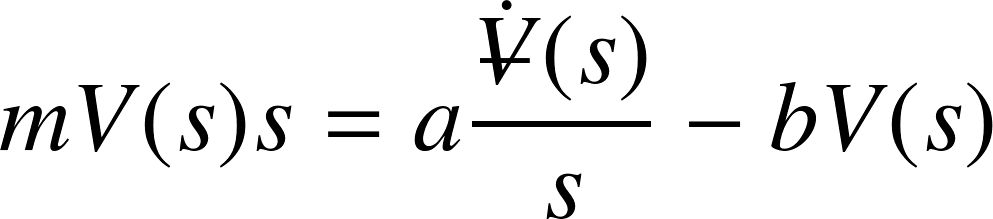 mV(s)s = a \frac{\dot{V̶}(s)}{s} − bV(s)